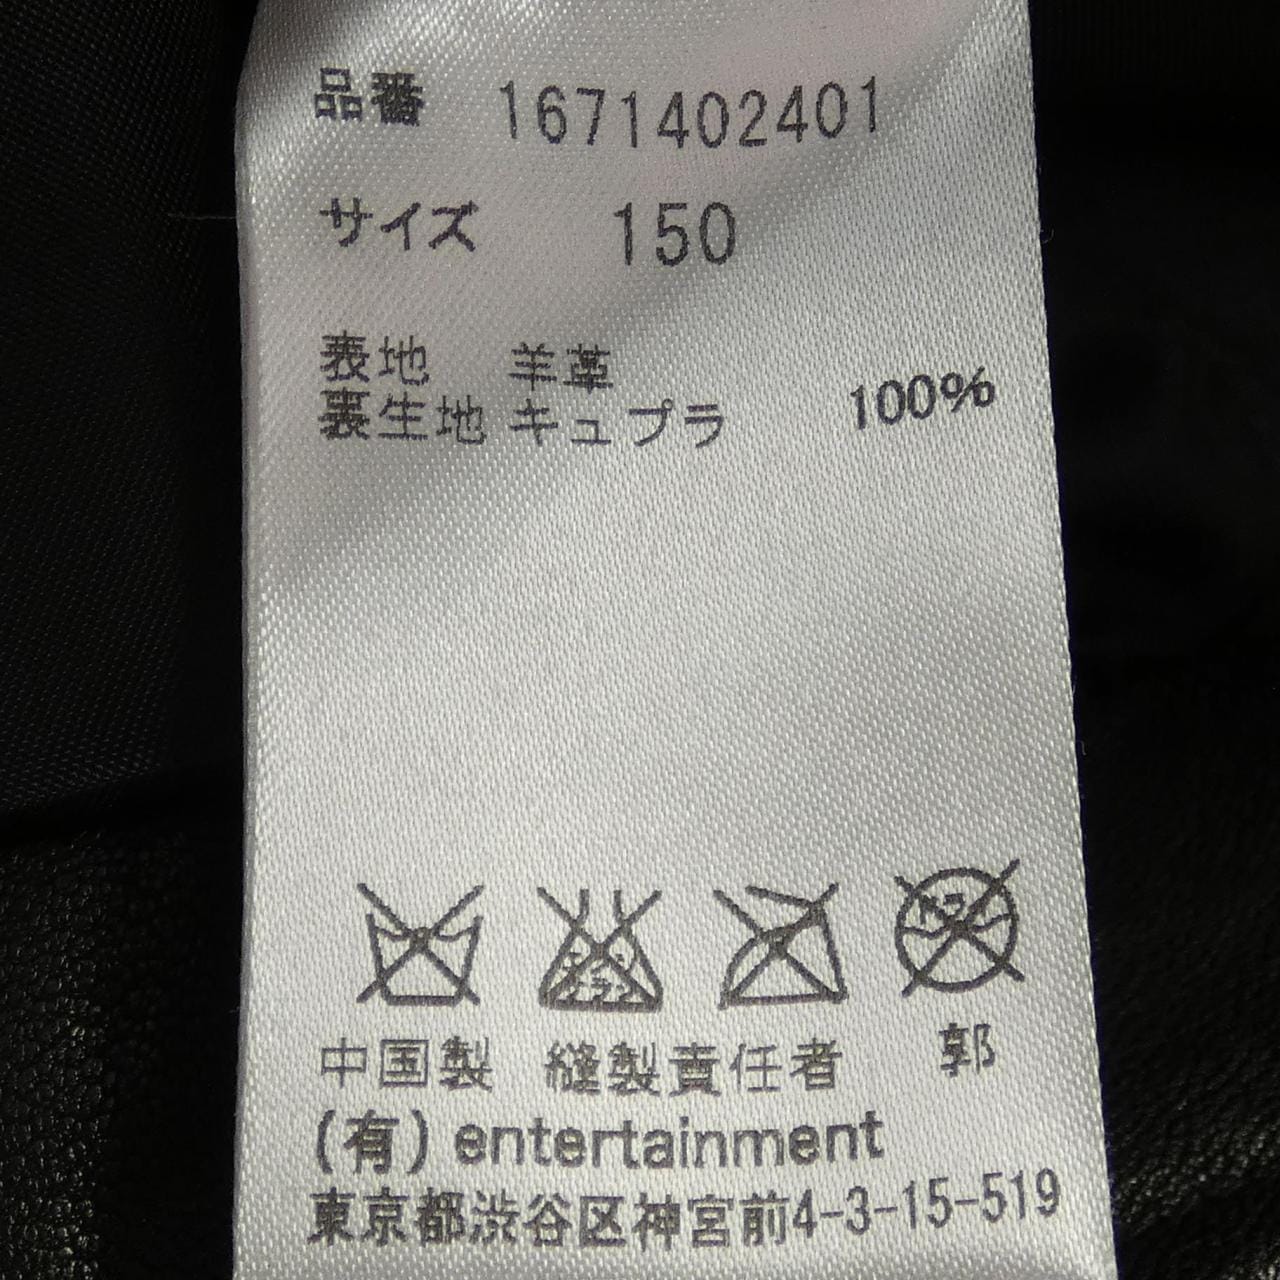 品番 1671402401
サイズ 150
表地 羊革
裏生地 キュプラ 100%
中国製 縫製責任者 郭
(有) entertainment
東京都渋谷区神宮前4-3-15-519